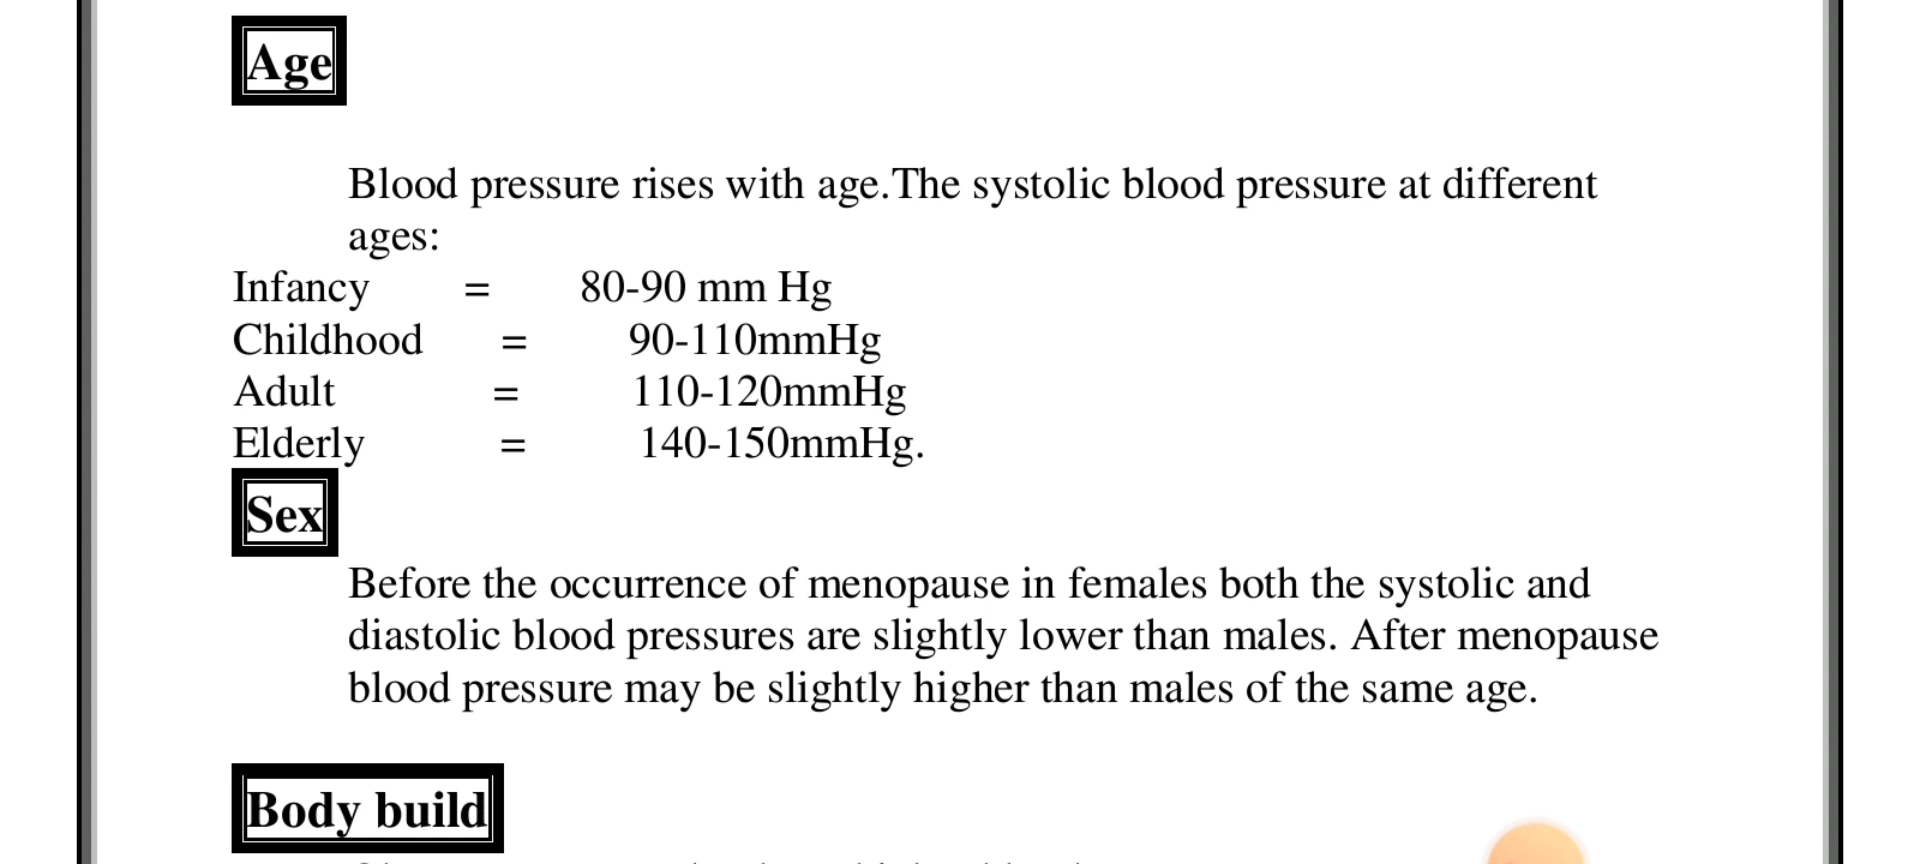 Age
Blood pressure rises with age.The systolic blood pressure at different
ages:
Infancy = 80-90 mm Hg
Childhood = 90-110mmHg
Adult = 110-120mmHg
Elderly = 140-150mmHg.
Sex
Before the occurrence of menopause in females both the systolic and
diastolic blood pressures are slightly lower than males. After menopause
blood pressure may be slightly higher than males of the same age.
Body build